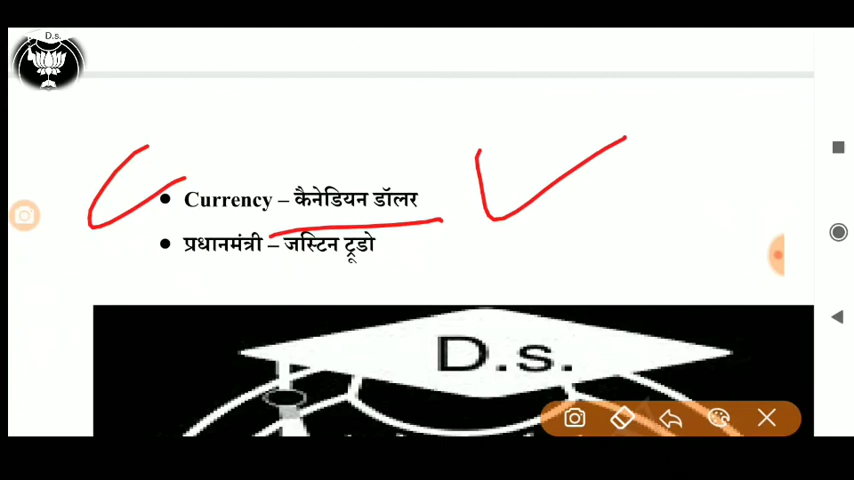 D.s.
• Currency – कैनेडियन डॉलर
• प्रधानमंत्री – जस्टिन ट्रूडो
D.s.